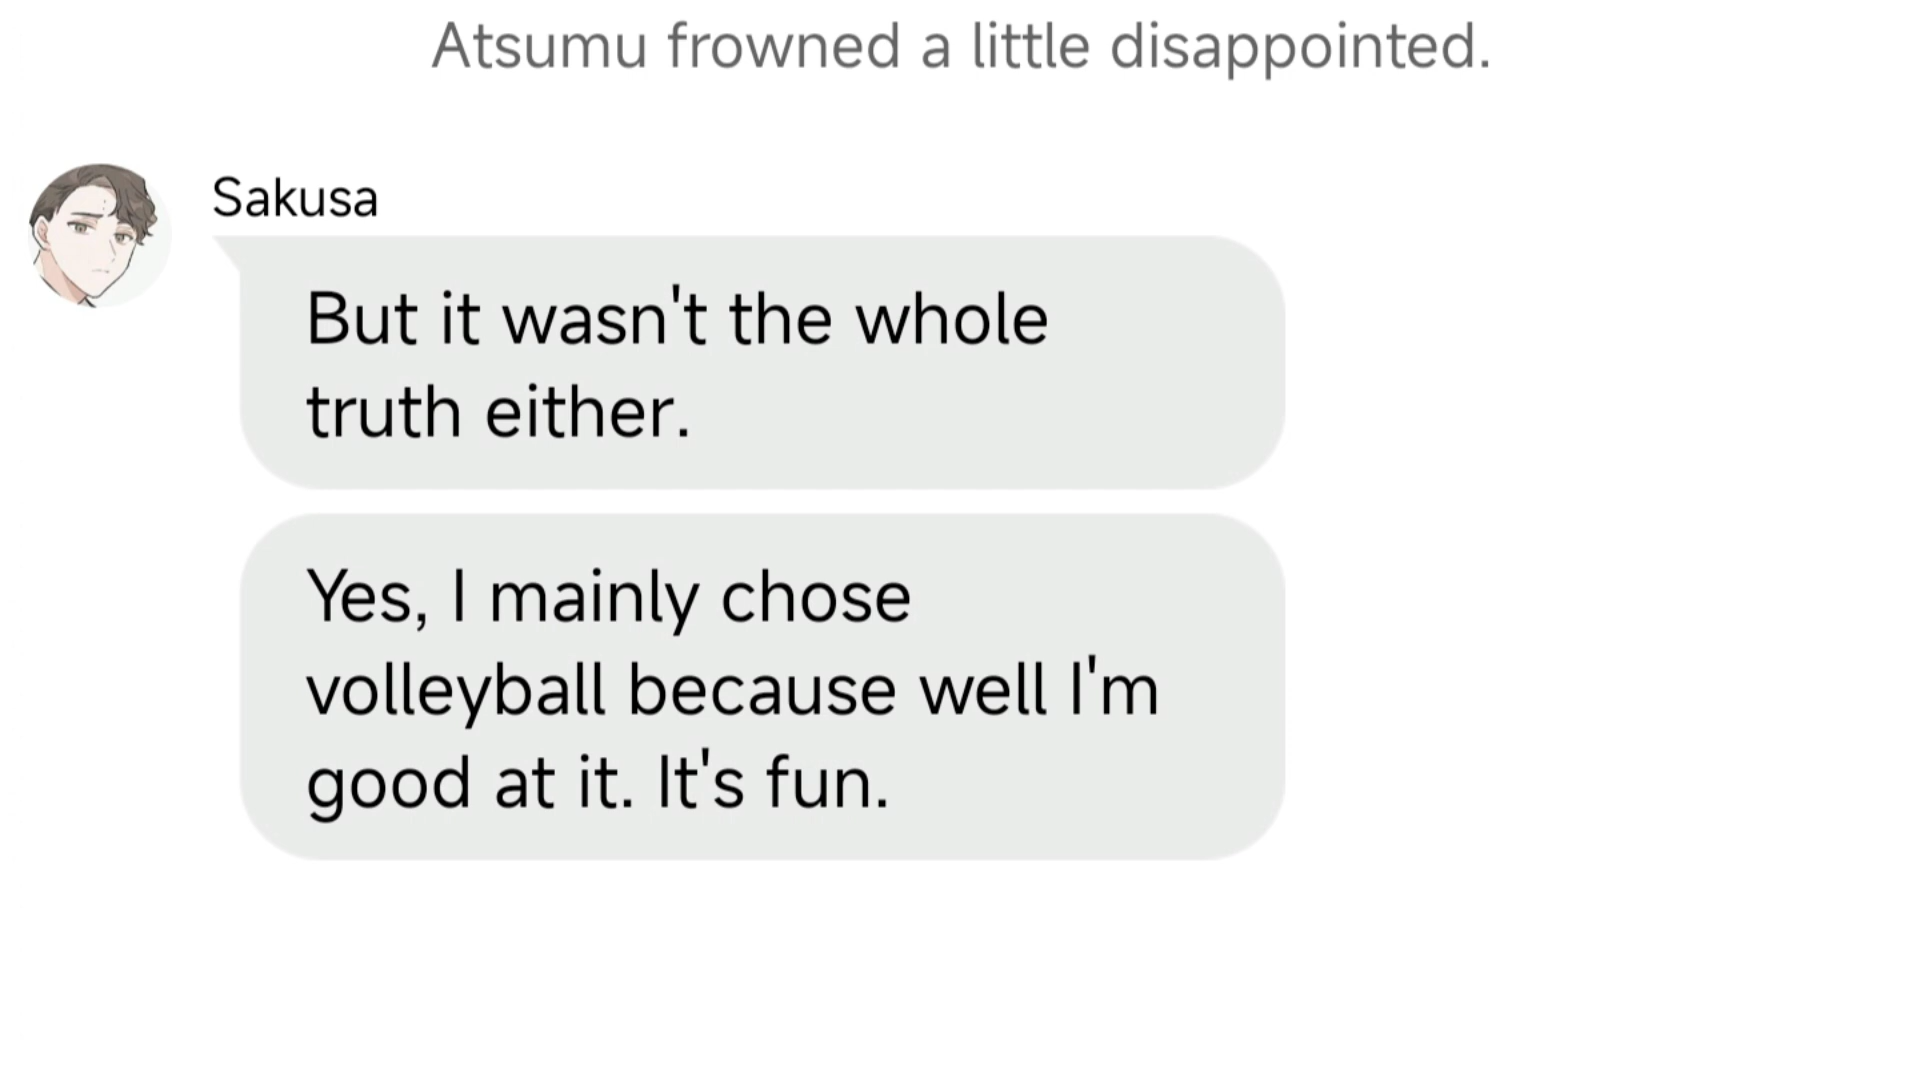 Atsumu frowned a little disappointed.
Sakusa
But it wasn't the whole
truth either.
Yes, I mainly chose
volleyball because well I'm
good at it. It's fun.